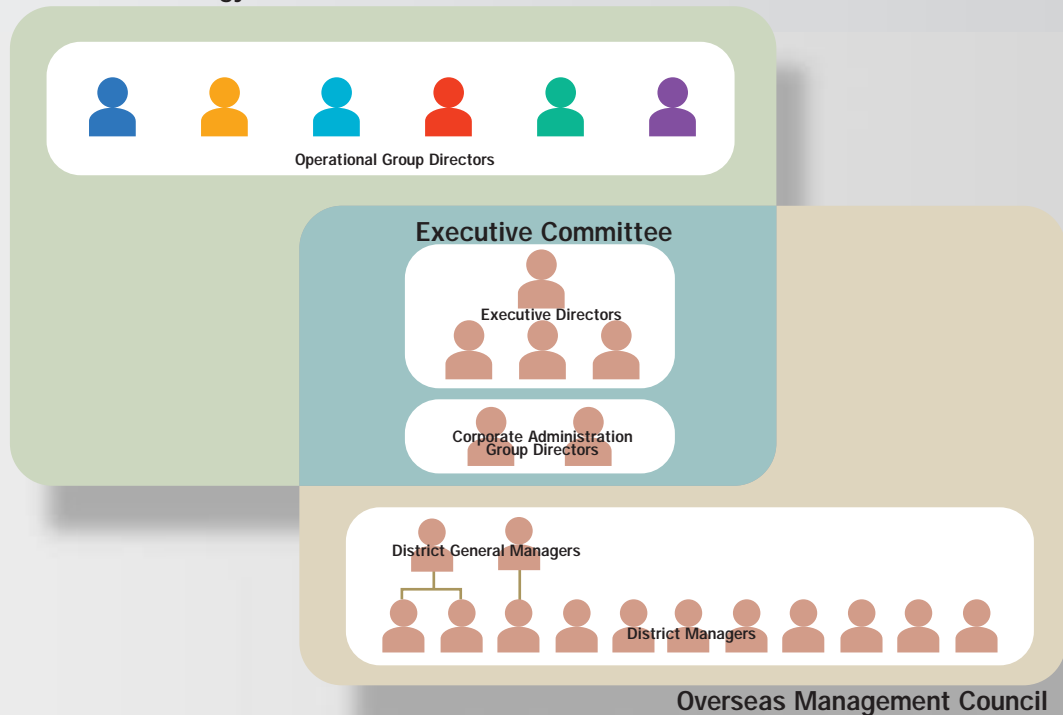 Operational Group Directors
Executive Committee
Executive Directors
Corporate Administration
Group Directors
District General Managers
District Managers
Overseas Management Council